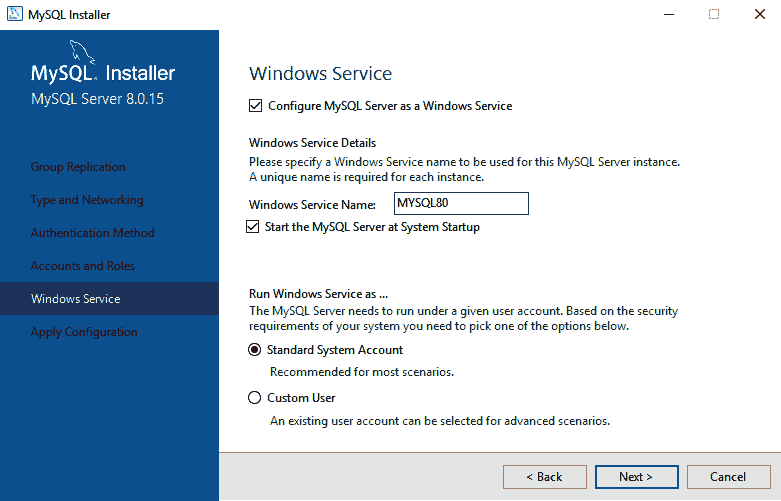 MySQL Installer
MySQL. Installer
MySQL Server 8.0.15
Group Replication
Type and Networking
Authentication Method
Accounts and Roles
Windows Service
Apply Configuration
Windows Service
Configure MySQL Server as a Windows Service
Windows Service Details
Please specify a Windows Service name to be used for this MySQL Server instance.
A unique name is required for each instance.
Windows Service Name: MYSQL80
Start the MySQL Server at System Startup
Run Windows Service as ...
The MySQL Server needs to run under a given user account. Based on the security
requirements of your system you need to pick one of the options below.
Standard System Account
Recommended for most scenarios.
Custom User
An existing user account can be selected for advanced scenarios.
< Back Next > Cancel